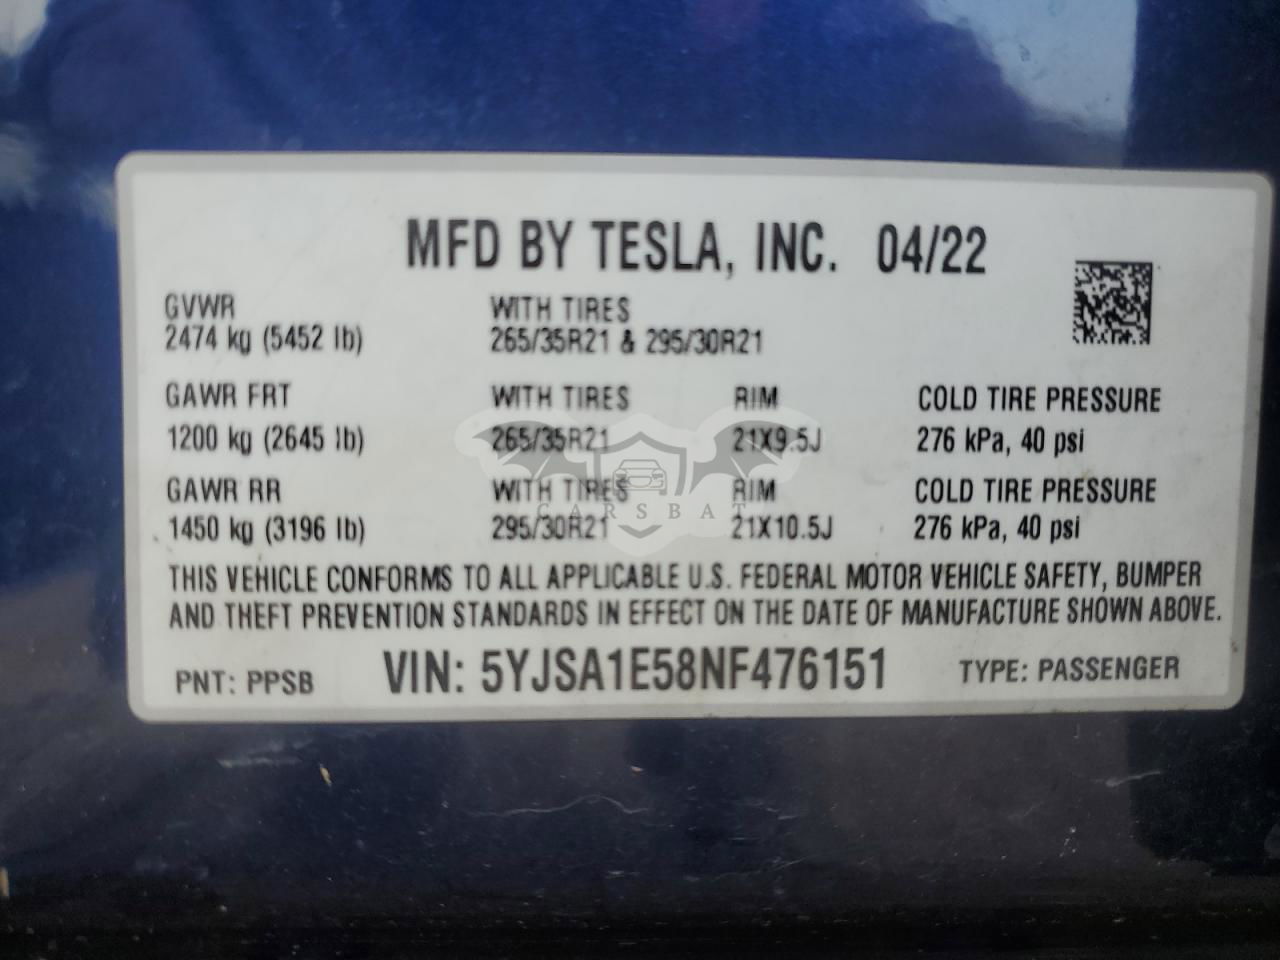 MFD BY TESLA, INC. 04/22
GVWR WITH TIRES
2474 kg (5452 lb) 265/35R21 & 295/30R21
GAWR FRT WITH TIRES RIM COLD TIRE PRESSURE
1200 kg (2645 lb) 265/35R21 21X9.5J 276 kPa, 40 psi
GAWR RR WITH TIRES RIM COLD TIRE PRESSURE
CARSBAT
1450 kg (3196 lb) 295/30R21 21X10.5J 276 kPa, 40 psi
THIS VEHICLE CONFORMS TO ALL APPLICABLE U.S. FEDERAL MOTOR VEHICLE SAFETY, BUMPER
AND THEFT PREVENTION STANDARDS IN EFFECT ON THE DATE OF MANUFACTURE SHOWN ABOVE.
PNT: PPSB VIN: 5YJSA1E58NF476151 TYPE: PASSENGER